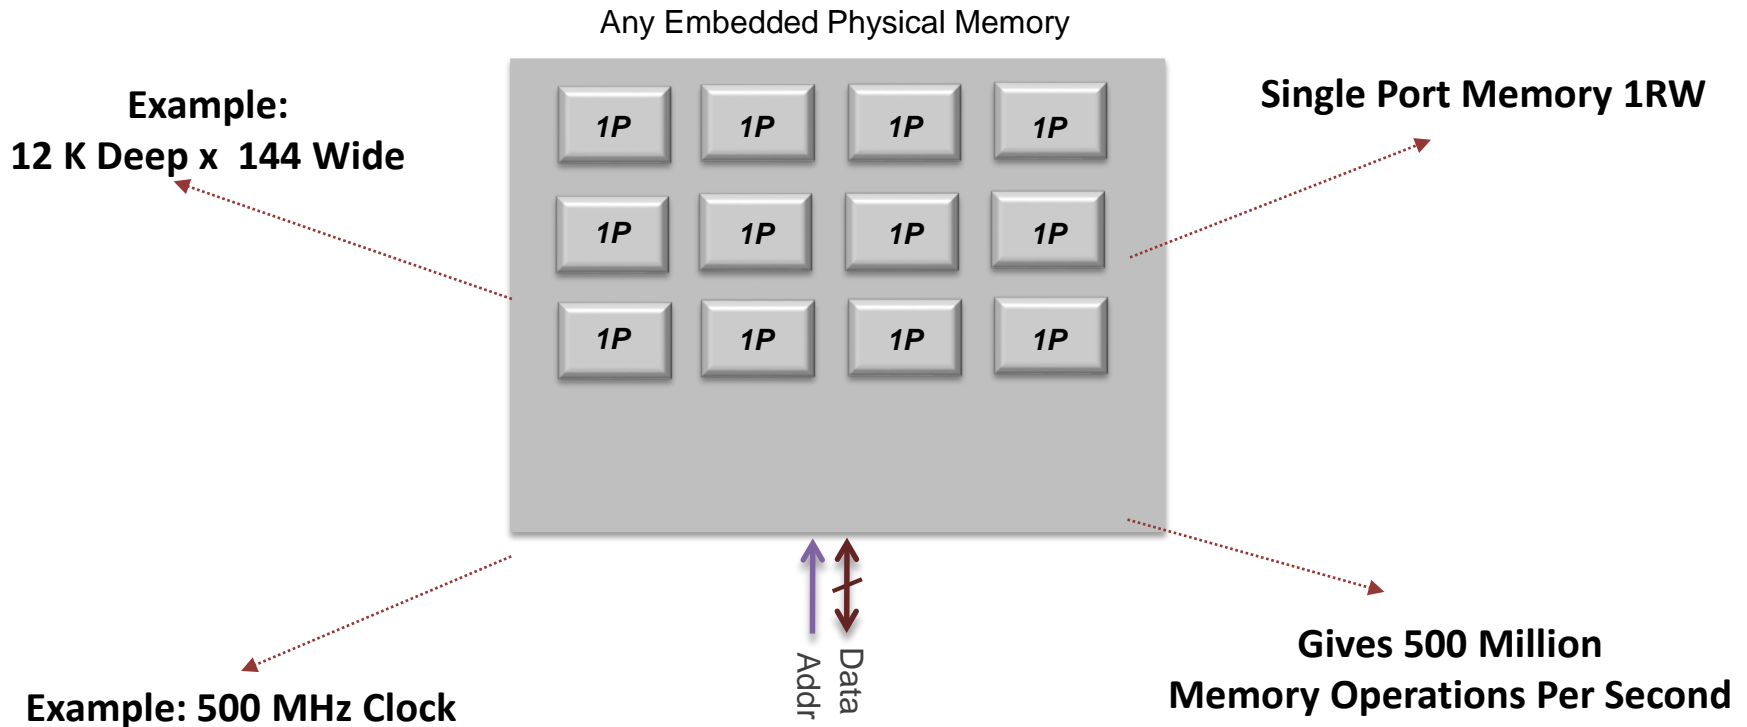 Any Embedded Physical Memory
Example:
12 K Deep x 144 Wide
Single Port Memory 1RW
1P 1P 1P 1P
1P 1P 1P 1P
1P 1P 1P 1P
Addr
Data
Example: 500 MHz Clock
Gives 500 Million
Memory Operations Per Second